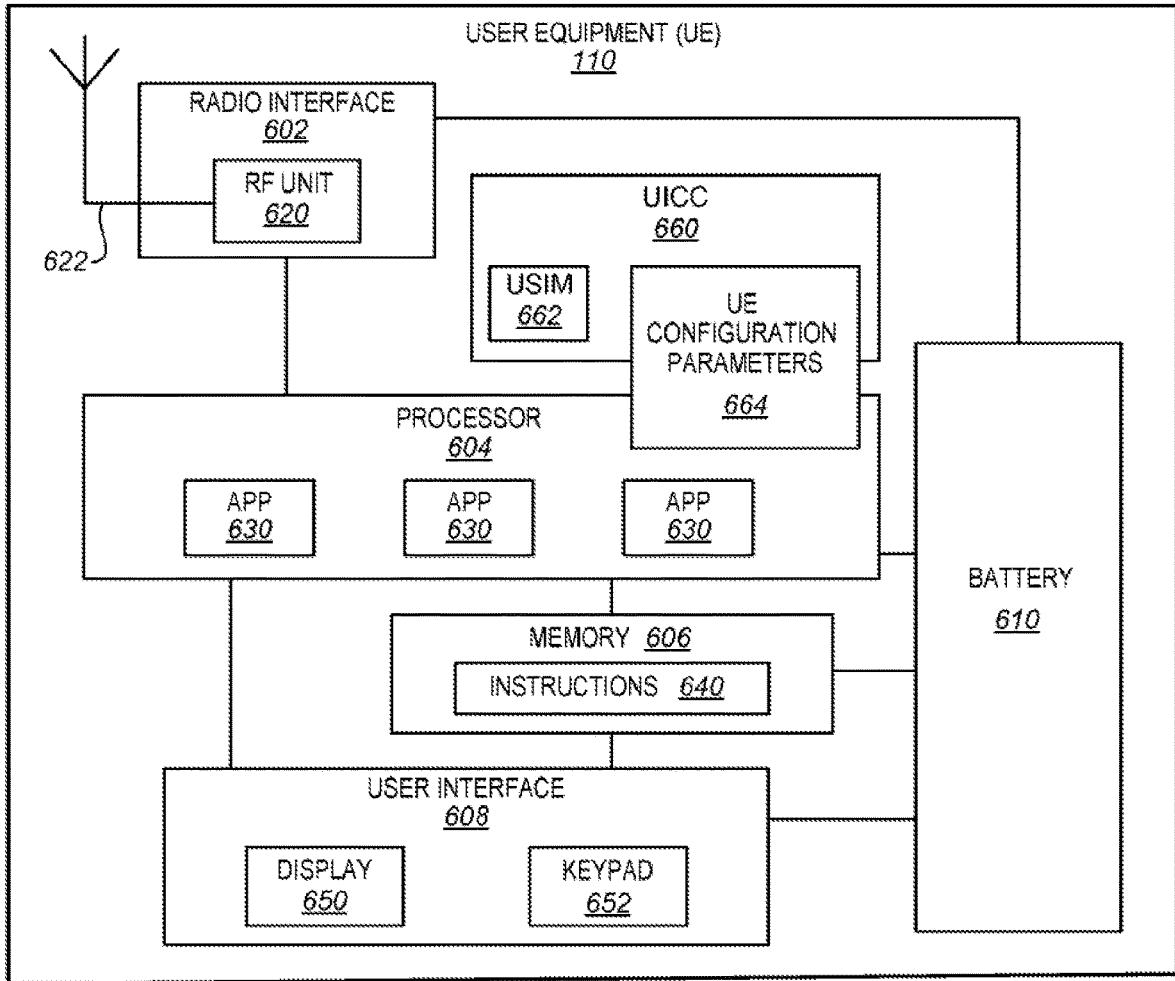 USER EQUIPMENT (UE)
110
RADIO INTERFACE
602
RF UNIT
620
622
UICC
660
USIM
662
UE
CONFIGURATION
PARAMETERS
664
PROCESSOR
604
APP
630
APP
630
APP
630
BATTERY
610
MEMORY 606
INSTRUCTIONS 640
USER INTERFACE
608
DISPLAY
650
KEYPAD
652